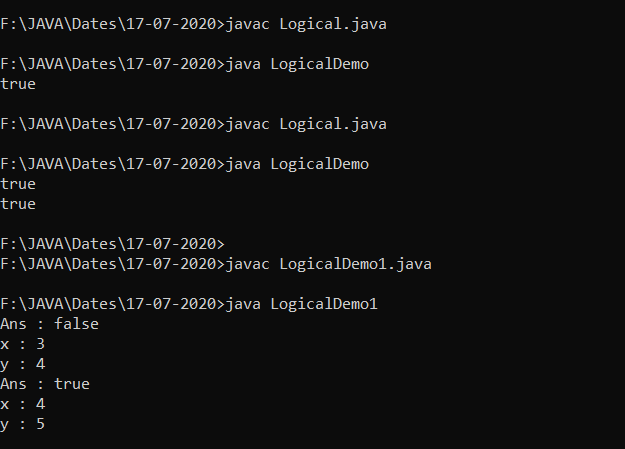 F:\JAVA\Dates\17-07-2020>javac Logical.java
F:\JAVA\Dates\17-07-2020>java LogicalDemo
true
F:\JAVA\Dates\17-07-2020>javac Logical.java
F:\JAVA\Dates\17-07-2020>java LogicalDemo
true
true
F:\JAVA\Dates\17-07-2020>
F:\JAVA\Dates\17-07-2020>javac LogicalDemo1.java
F:\JAVA\Dates\17-07-2020>java LogicalDemo1
Ans : false
x : 3
y : 4
Ans : true
x : 4
y : 5